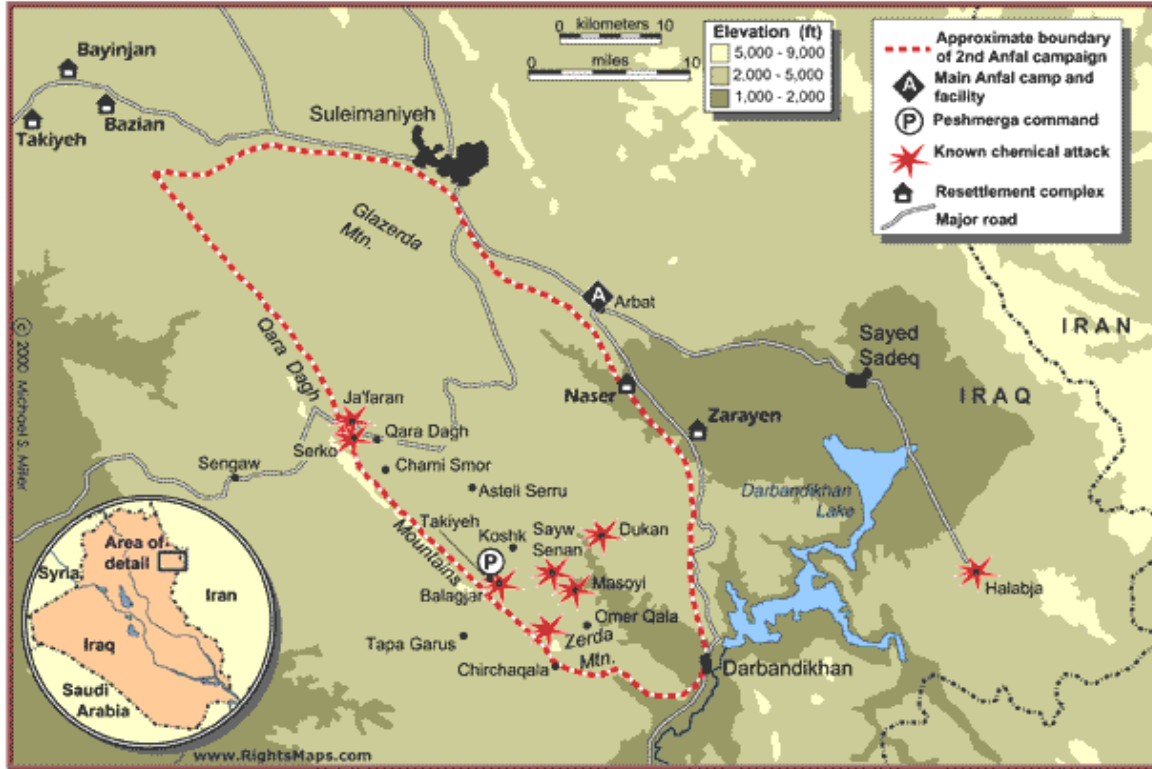 Bayinjan
Takiyeh
Bazian
0 kilometers 10
0 miles 10
Elevation (ft)
5,000 - 9,000
2,000 - 5,000
1,000 - 2,000
Approximate boundary
of 2nd Anfal campaign
A
Main Anfal camp and
facility
P
Peshmerga command
Known chemical attack
Resettlement complex
Major road
Suleimaniyeh
Glazerda
Mtn.
A
Arbat
Sayed
Sadeq
IRAN
IRAQ
Naser
Zarayen
Qara Dagh
Mountains
Ja'faran
Serko
Qara Dagh
Sengaw
Chami Smor
Asteli Serru
Darbandikhan
Lake
Takiyeh
Koshk
P
Sayw
Senan
Dukan
Balagjar
Masoyi
Halabja
Omer Qala
Tapa Garus
Zerda
Mtn.
Chirchaqala
Darbandikhan
© 2000 Michael S. Miller
Area of
detail
Syria
Iran
Iraq
Saudi
Arabia
www.RightsMaps.com